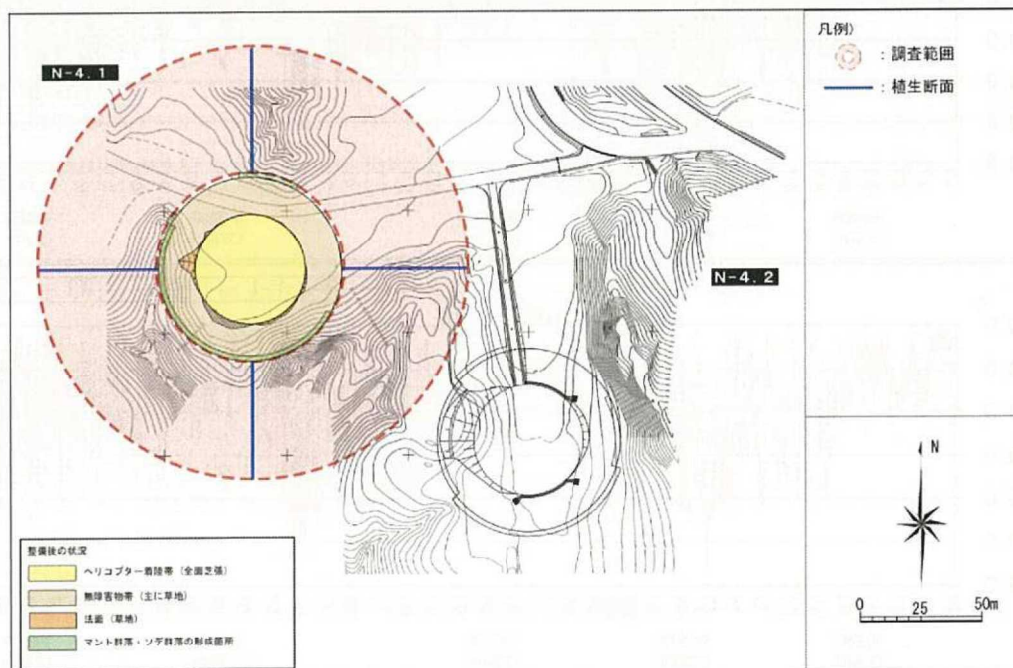 N-4.1
N-4.2
凡例)
: 調査範囲
: 植生断面
N
0 25 50m
整備後の状況
ヘリコプター着陸帯 (全面芝張)
無障害物帯 (主に草地)
法面 (草地)
マント群落・ソデ群落の形成箇所